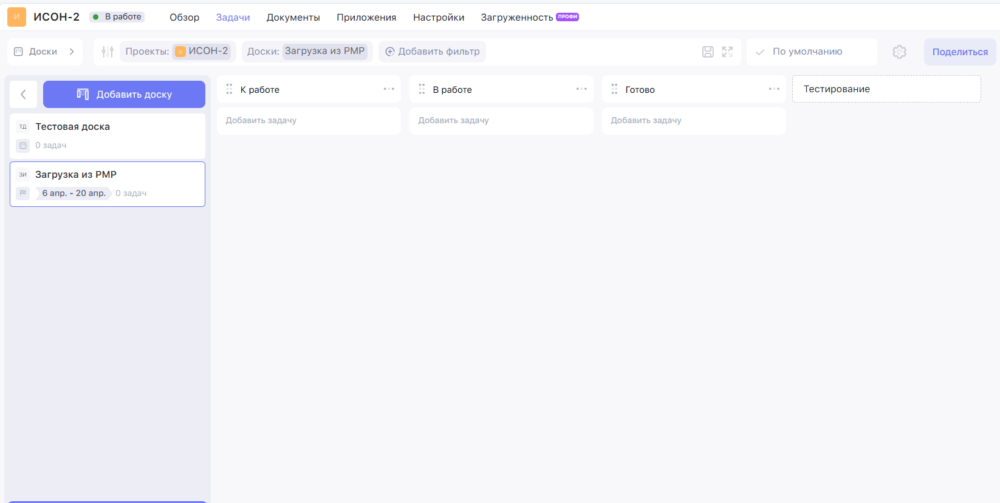 И ИСОН-2 В работе Обзор Задачи Документы Приложения Настройки Загруженность ПРОФИ
Доски Проекты: И ИСОН-2 Доски: Загрузка из PMP Добавить фильтр По умолчанию Поделиться
Добавить доску
ТД Тестовая доска
0 задач
ЗИ Загрузка из PMP
6 апр. - 20 апр. 0 задач
К работе
Добавить задачу
В работе
Добавить задачу
Готово
Добавить задачу
Тестирование